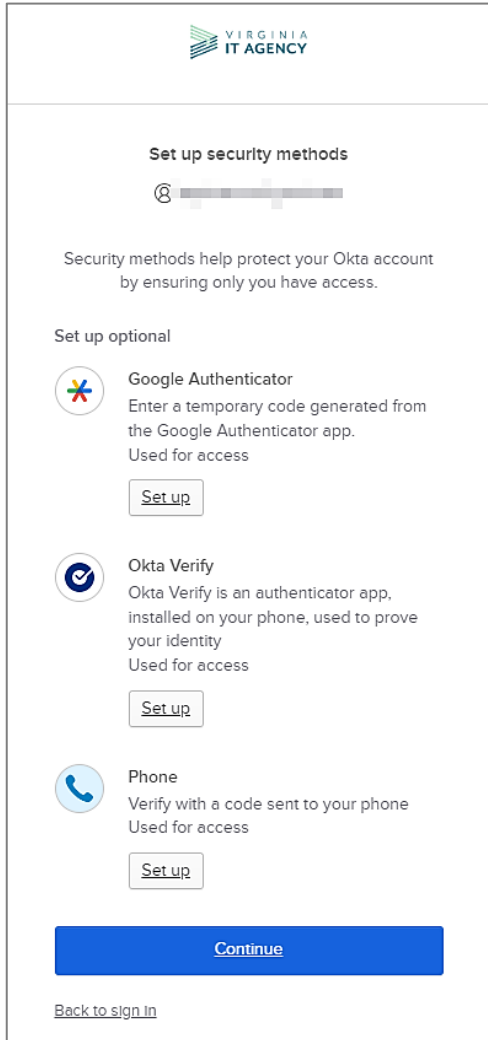 VIRGINIA
IT AGENCY
Set up security methods
Security methods help protect your Okta account
by ensuring only you have access.
Set up optional
Google Authenticator
Enter a temporary code generated from
the Google Authenticator app.
Used for access
Set up
Okta Verify
Okta Verify is an authenticator app,
installed on your phone, used to prove
your identity
Used for access
Set up
Phone
Verify with a code sent to your phone
Used for access
Set up
Continue
Back to sign in